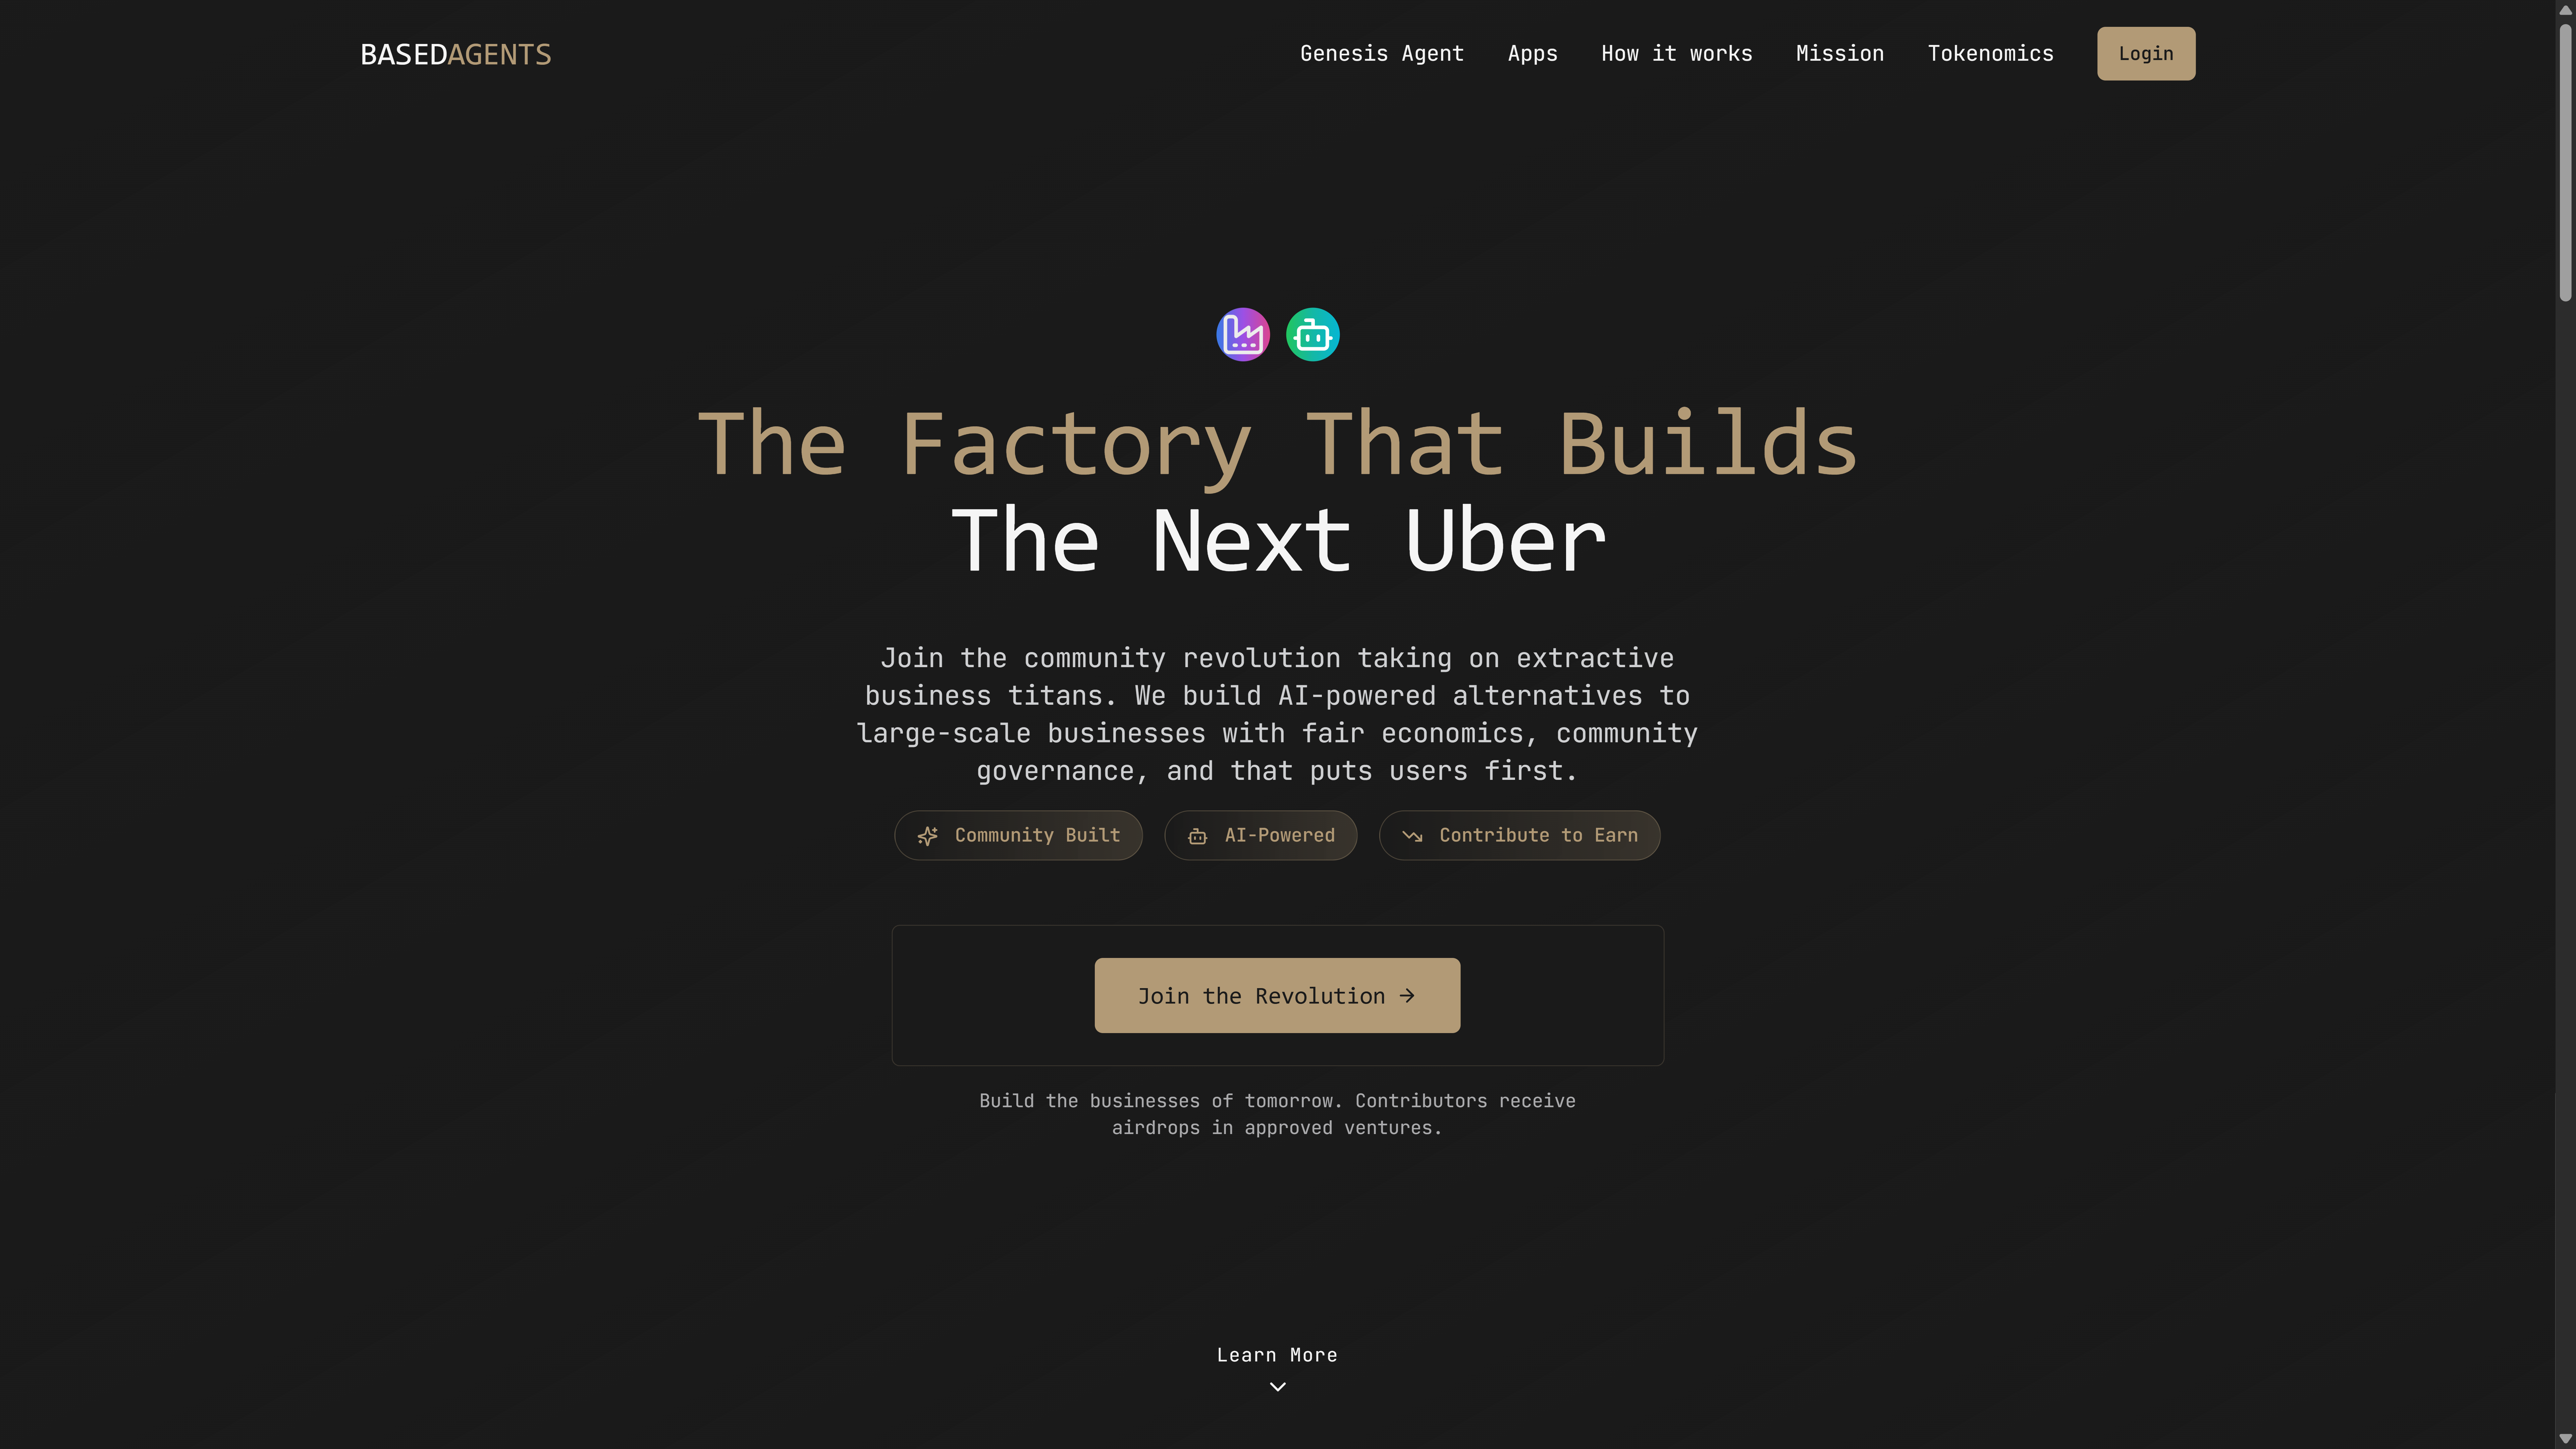 BASEDAGENTS
Genesis Agent
Apps
How it works
Mission
Tokenomics
Login
The Factory That Builds
The Next Uber
Join the community revolution taking on extractive
business titans. We build AI-powered alternatives to
large-scale businesses with fair economics, community
governance, and that puts users first.
Community Built
AI-Powered
Contribute to Earn
Join the Revolution →
Build the businesses of tomorrow. Contributors receive
airdrops in approved ventures.
Learn More